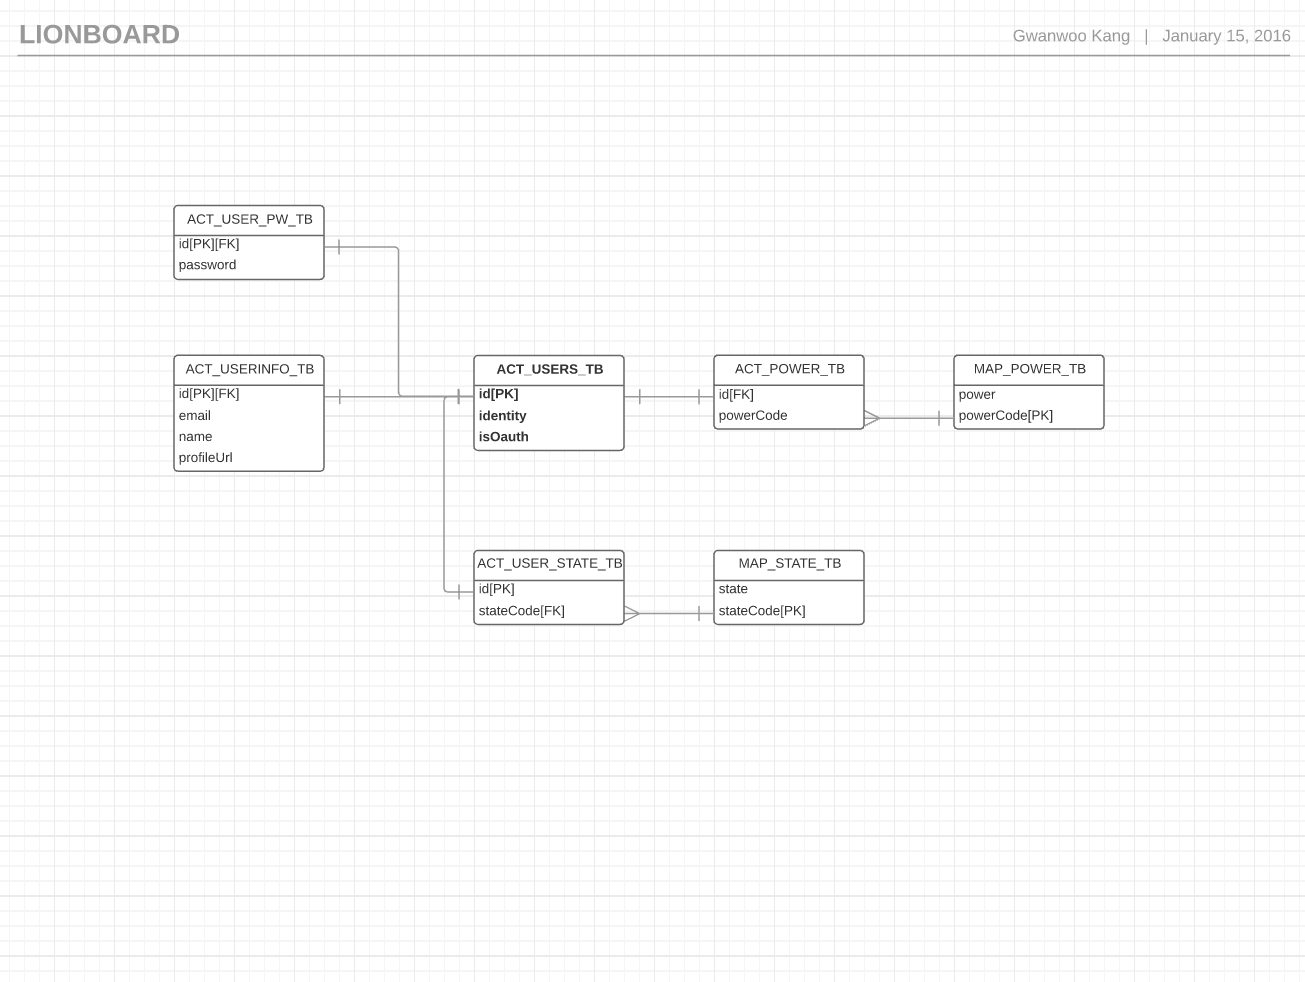 LIONBOARD
Gwanwoo Kang | January 15, 2016
ACT_USER_PW_TB
id[PK][FK]
password
ACT_USERINFO_TB
id[PK][FK]
email
name
profileUrl
ACT_USERS_TB
id[PK]
identity
isOauth
ACT_POWER_TB
id[FK]
powerCode
MAP_POWER_TB
power
powerCode[PK]
ACT_USER_STATE_TB
id[PK]
stateCode[FK]
MAP_STATE_TB
state
stateCode[PK]